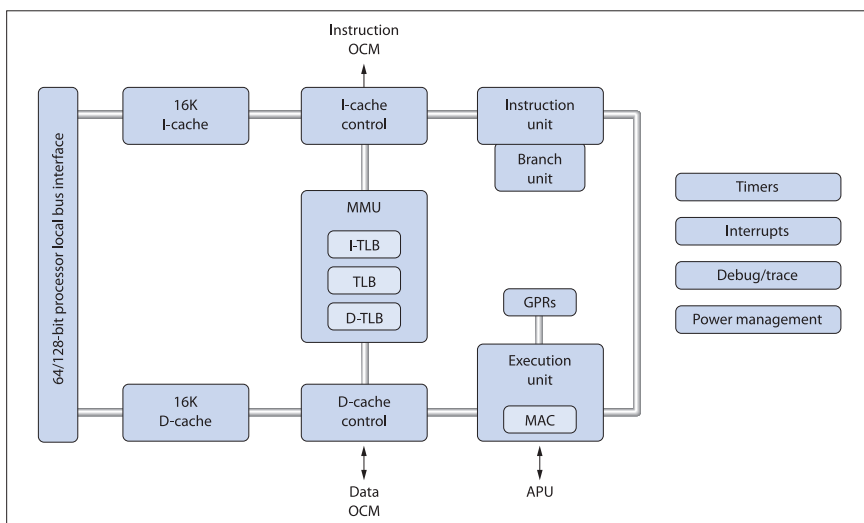 Instruction
OCM
16K
I-cache
I-cache
control
Instruction
unit
Branch
unit
64/128-bit processor local bus interface
MMU
I-TLB
TLB
D-TLB
GPRs
Timers
Interrupts
Debug/trace
Power management
16K
D-cache
D-cache
control
Execution
unit
MAC
Data
OCM
APU